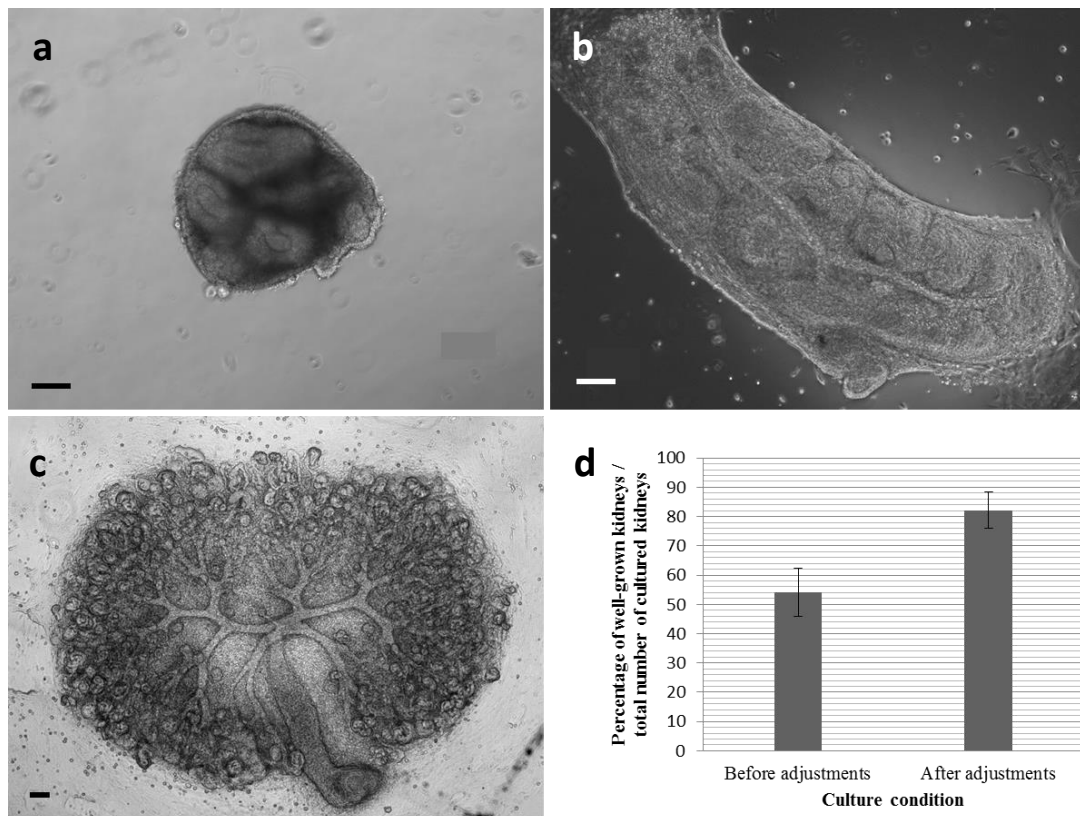 a
b
c
d
Percentage of well-grown kidneys /
total number of cultured kidneys
100
90
80
70
60
50
40
30
20
10
0
Before adjustments After adjustments
Culture condition